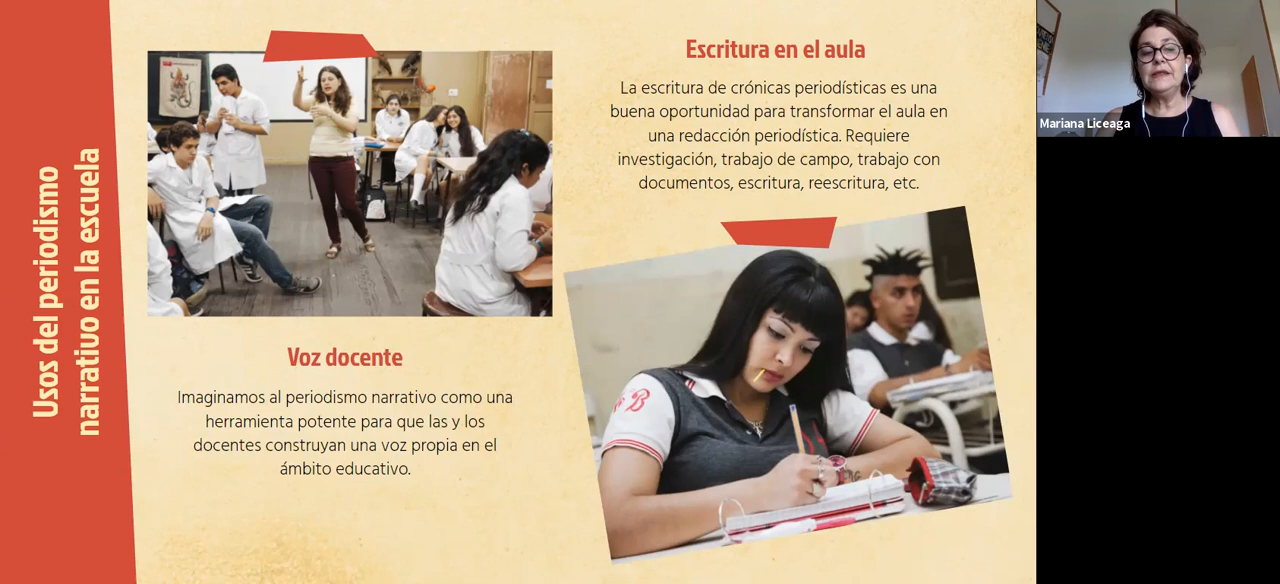 Usos del periodismo
narrativo en la escuela
Voz docente
Imaginamos al periodismo narrativo como una
herramienta potente para que las y los
docentes construyan una voz propia en el
ámbito educativo.
Escritura en el aula
La escritura de crónicas periodísticas es una
buena oportunidad para transformar el aula en
una redacción periodística. Requiere
investigación, trabajo de campo, trabajo con
documentos, escritura, reescritura, etc.
B
Mariana Liceaga